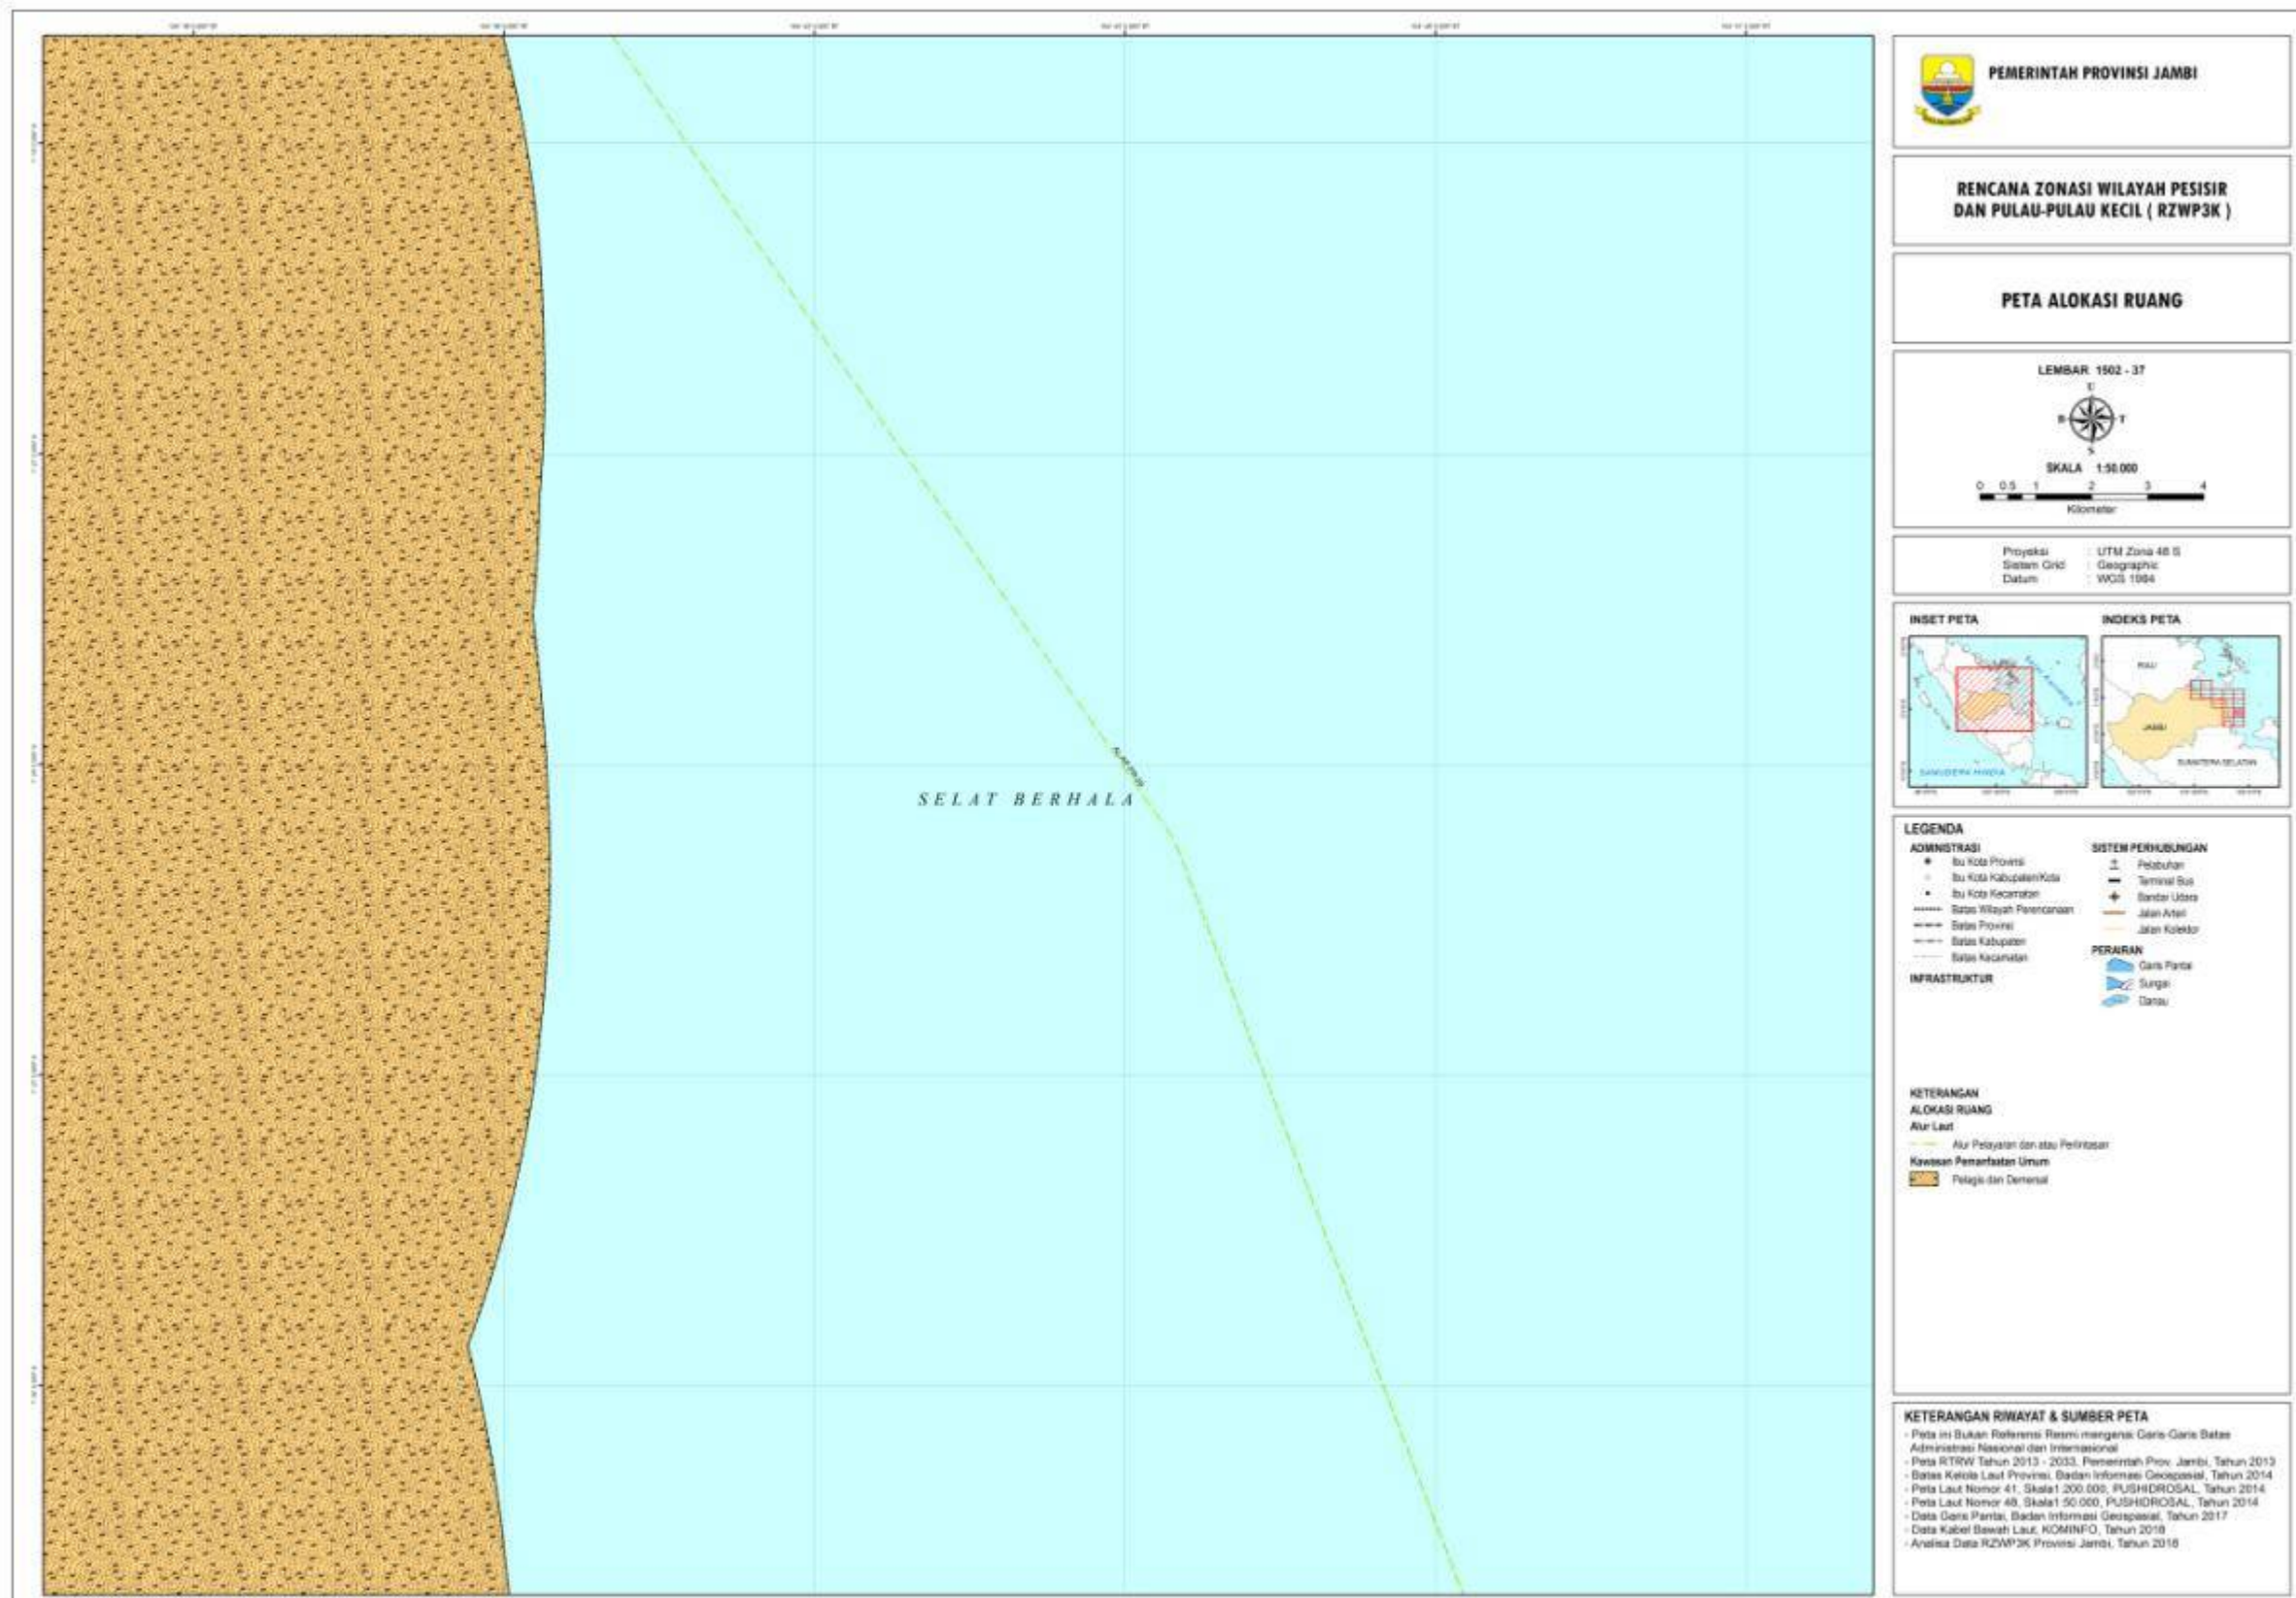 PEMERINTAH PROVINSI JAMBI
RENCANA ZONASI WILAYAH PESISIR
DAN PULAU-PULAU KECIL ( RZWP3K )
PETA ALOKASI RUANG
LEMBAR 1502 - 37
U
B T
S
SKALA 1:50.000
0 0.5 1 2 3 4
Kilometer
Proyeksi : UTM Zona 48 S
Sistem Grid : Geographic
Datum : WGS 1984
INSET PETA
SAMUDERA HINDIA
INDEKS PETA
RIAU
JAMBI
SUMATERA SELATAN
SELAT BERHALA
LEGENDA
ADMINISTRASI
Ibu Kota Provinsi
Ibu Kota Kabupaten/Kota
Ibu Kota Kecamatan
Batas Wilayah Perencanaan
Batas Provinsi
Batas Kabupaten
Batas Kecamatan
INFRASTRUKTUR
SISTEM PERHUBUNGAN
Pelabuhan
Terminal Bus
Bandar Udara
Jalan Arteri
Jalan Kolektor
PERAIRAN
Garis Pantai
Sungai
Danau
KETERANGAN
ALOKASI RUANG
Alur Laut
Alur Pelayaran dan atau Perlintasan
Kawasan Pemanfaatan Umum
Pelagis dan Demersal
KETERANGAN RIWAYAT & SUMBER PETA
- Peta ini Bukan Referensi Resmi mengenai Garis-Garis Batas
Administrasi Nasional dan Internasional
- Peta RTRW Tahun 2013 - 2033, Pemerintah Prov. Jambi, Tahun 2013
- Batas Kelola Laut Provinsi, Badan Informasi Geospasial, Tahun 2014
- Peta Laut Nomor 41, Skala1:200.000, PUSHIDROSAL, Tahun 2014
- Peta Laut Nomor 48, Skala1:50.000, PUSHIDROSAL, Tahun 2014
- Data Garis Pantai, Badan Informasi Geospasial, Tahun 2017
- Data Kabel Bawah Laut, KOMINFO, Tahun 2018
- Analisa Data RZWP3K Provinsi Jambi, Tahun 2018